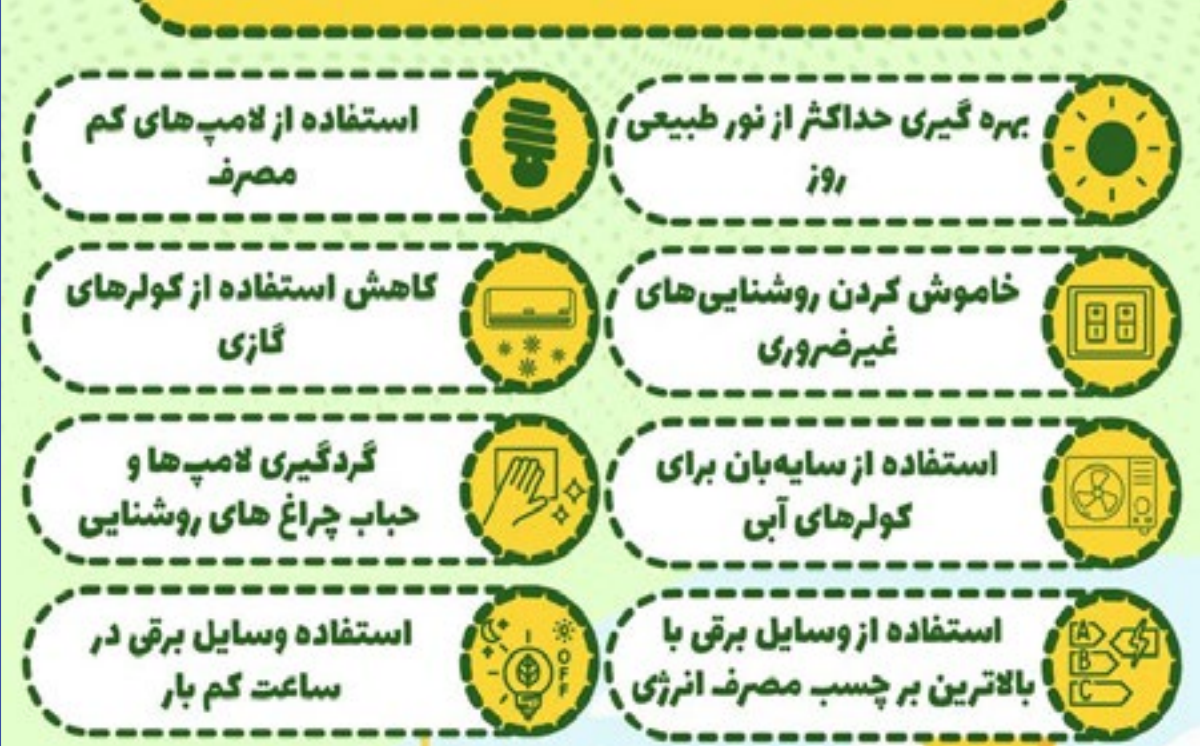 بهره گیری حداکثر از نور طبیعی
روز
استفاده از لامپ‌های کم
مصرف
خاموش کردن روشنایی‌های
غیرضروری
کاهش استفاده از کولرهای
گازی
استفاده از سایه‌بان برای
کولرهای آبی
گردگیری لامپ‌ها و
حباب چراغ های روشنایی
استفاده از وسایل برقی با
بالاترین بر چسب مصرف انرژی
A
B
C
استفاده وسایل برقی در
ساعت کم بار
OFF